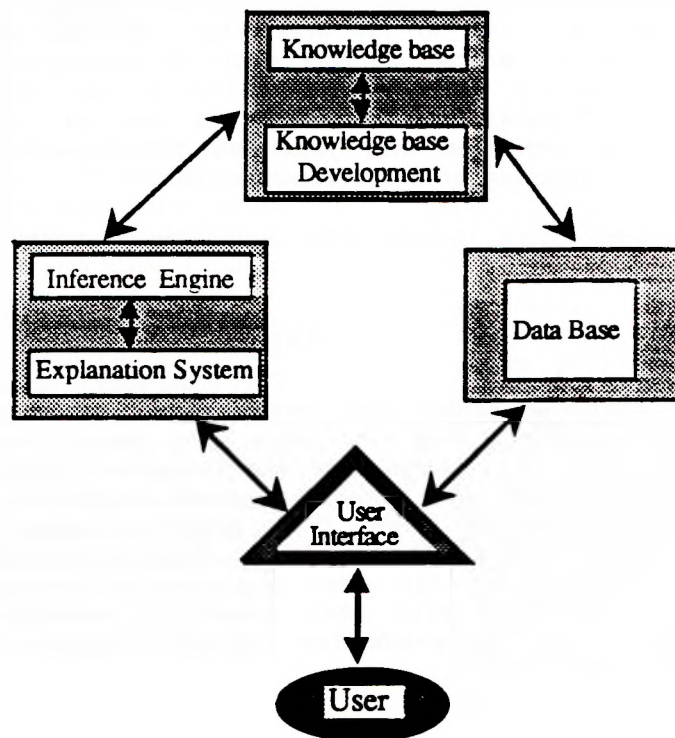 Knowledge base
Knowledge base
Development
Inference Engine
Explanation System
Data Base
User
Interface
User